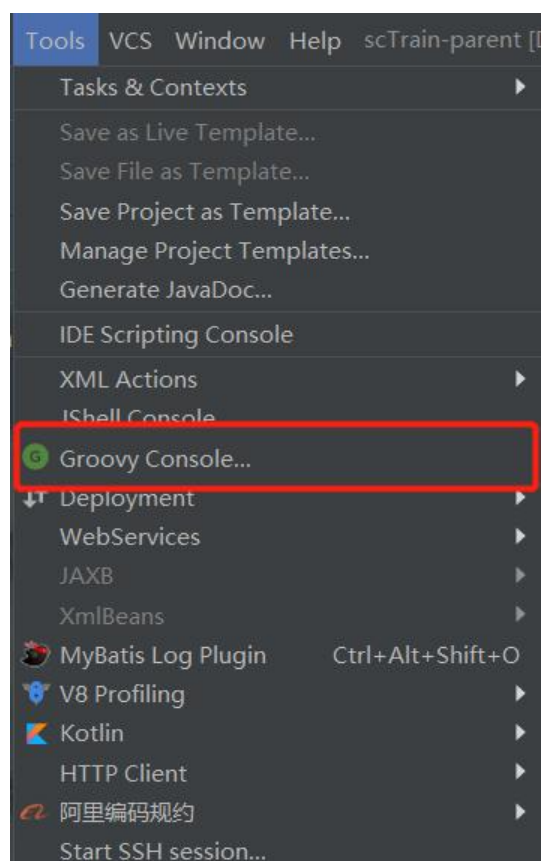 Tools VCS Window Help scTrain-parent [
Tasks & Contexts
Save as Live Template...
Save File as Template...
Save Project as Template...
Manage Project Templates...
Generate JavaDoc...
IDE Scripting Console
XML Actions
JShell Console
Groovy Console...
Deployment
WebServices
JAXB
XmlBeans
MyBatis Log Plugin Ctrl+Alt+Shift+O
V8 Profiling
Kotlin
HTTP Client
阿里编码规约
Start SSH session...